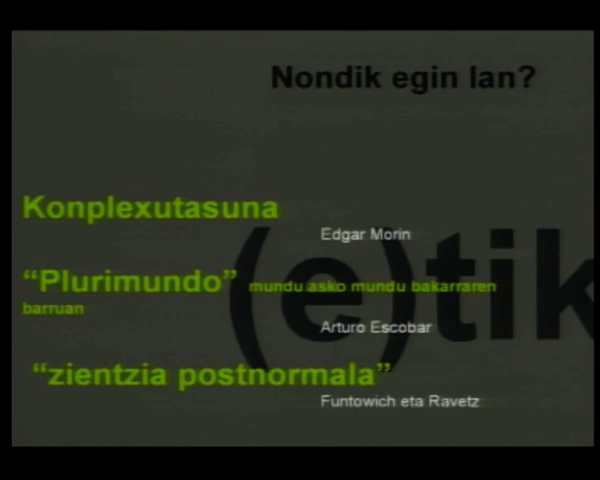 Nondik egin lan?
Konplexutasuna
Edgar Morin
“Plurimundo” mundu asko mundu bakarraren
barruan
Arturo Escobar
“zientzia postnormala”
Funtowich eta Ravetz
(e)tik